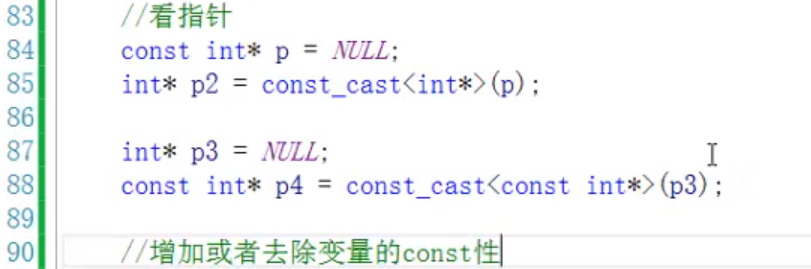 83 //看指针
84 const int* p = NULL;
85 int* p2 = const_cast<int*>(p);
86
87 int* p3 = NULL;
88 const int* p4 = const_cast<const int*>(p3);
89
90 //增加或者去除变量的const性